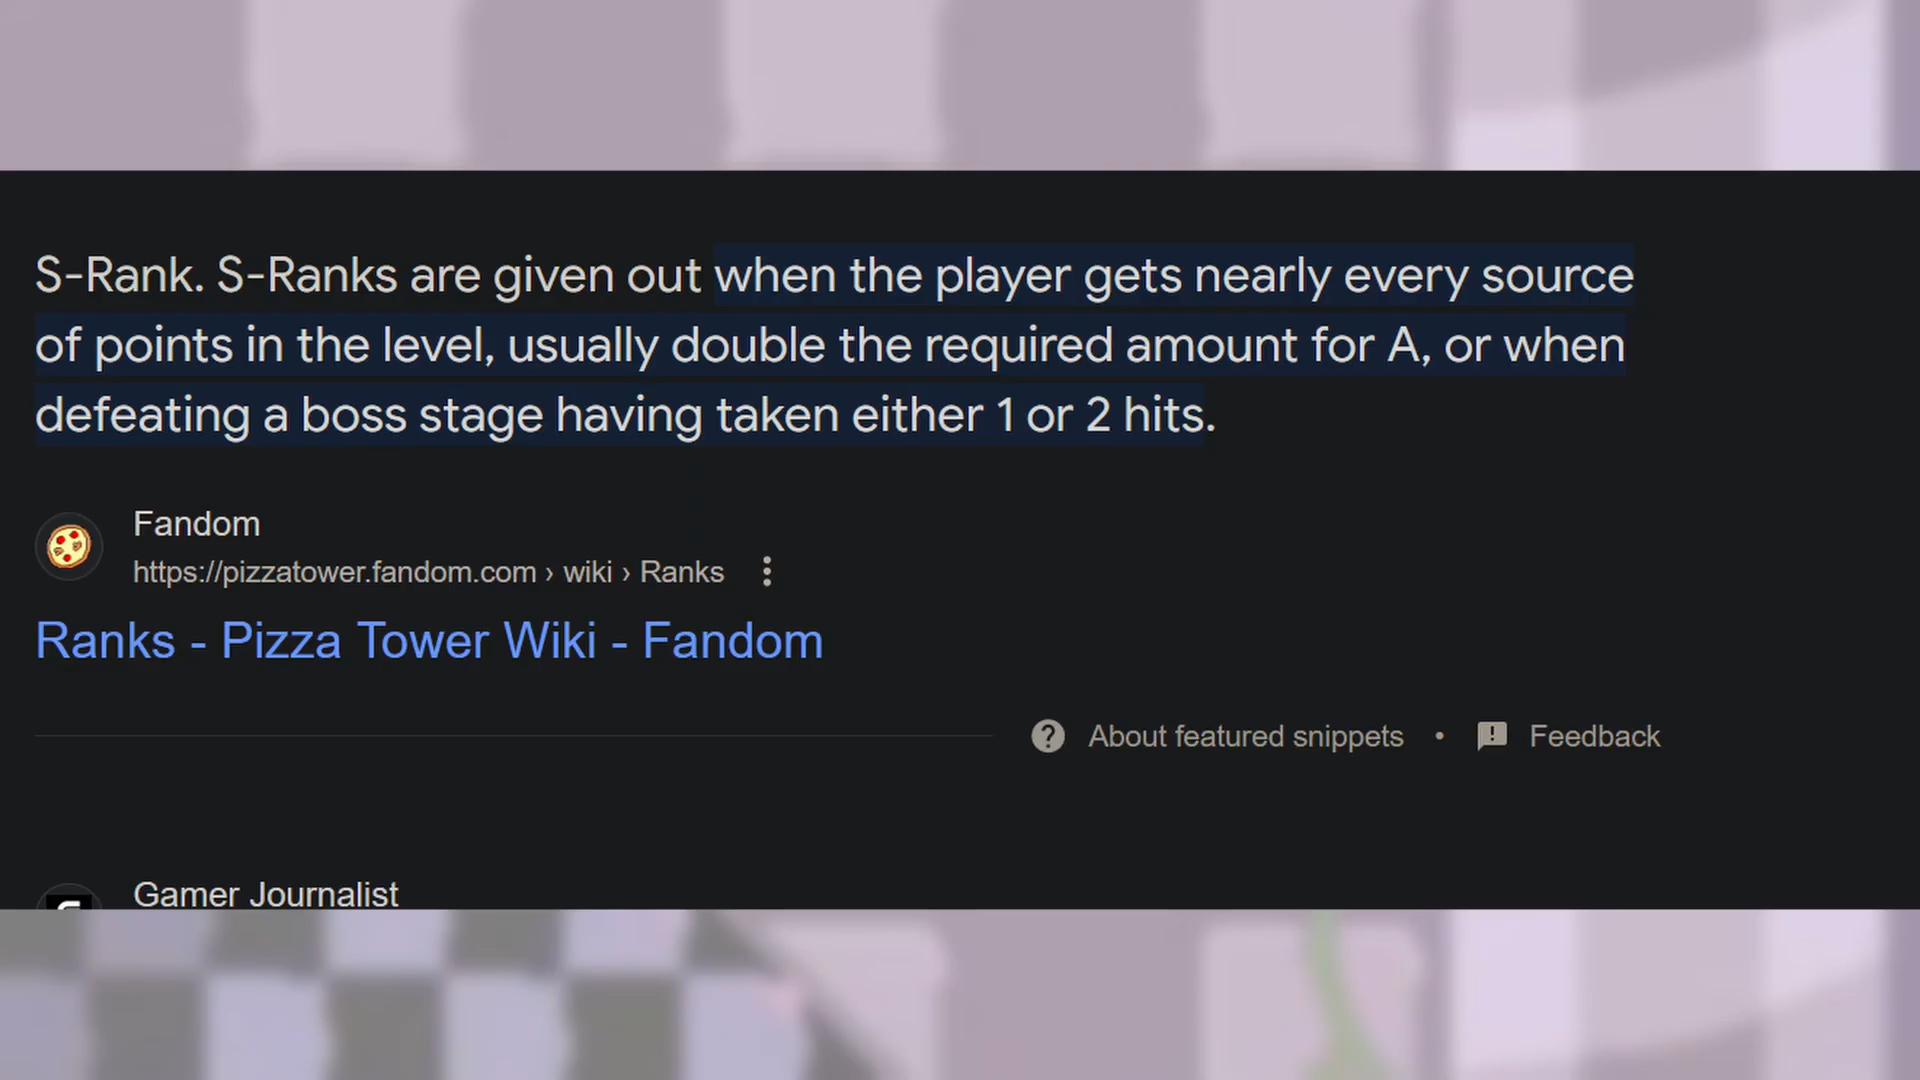 S-Rank. S-Ranks are given out when the player gets nearly every source
of points in the level, usually double the required amount for A, or when
defeating a boss stage having taken either 1 or 2 hits.
Fandom
https://pizzatower.fandom.com › wiki › Ranks
Ranks - Pizza Tower Wiki - Fandom
About featured snippets • Feedback
Gamer Journalist